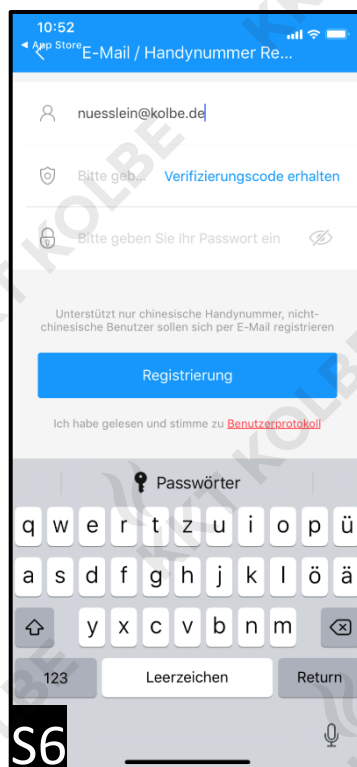 10:52
App Store
E-Mail / Handynummer Re...
nuesslein@kolbe.de
Bitte geb... Verifizierungscode erhalten
Bitte geben Sie Ihr Passwort ein
Unterstützt nur chinesische Handynummer, nicht-
chinesische Benutzer sollen sich per E-Mail registrieren
Registrierung
Ich habe gelesen und stimme zu Benutzerprotokoll
Passwörter
q w e r t z u i o p ü
a s d f g h j k l ö ä
y x c v b n m
123 Leerzeichen Return
S6
KKT KOLBE